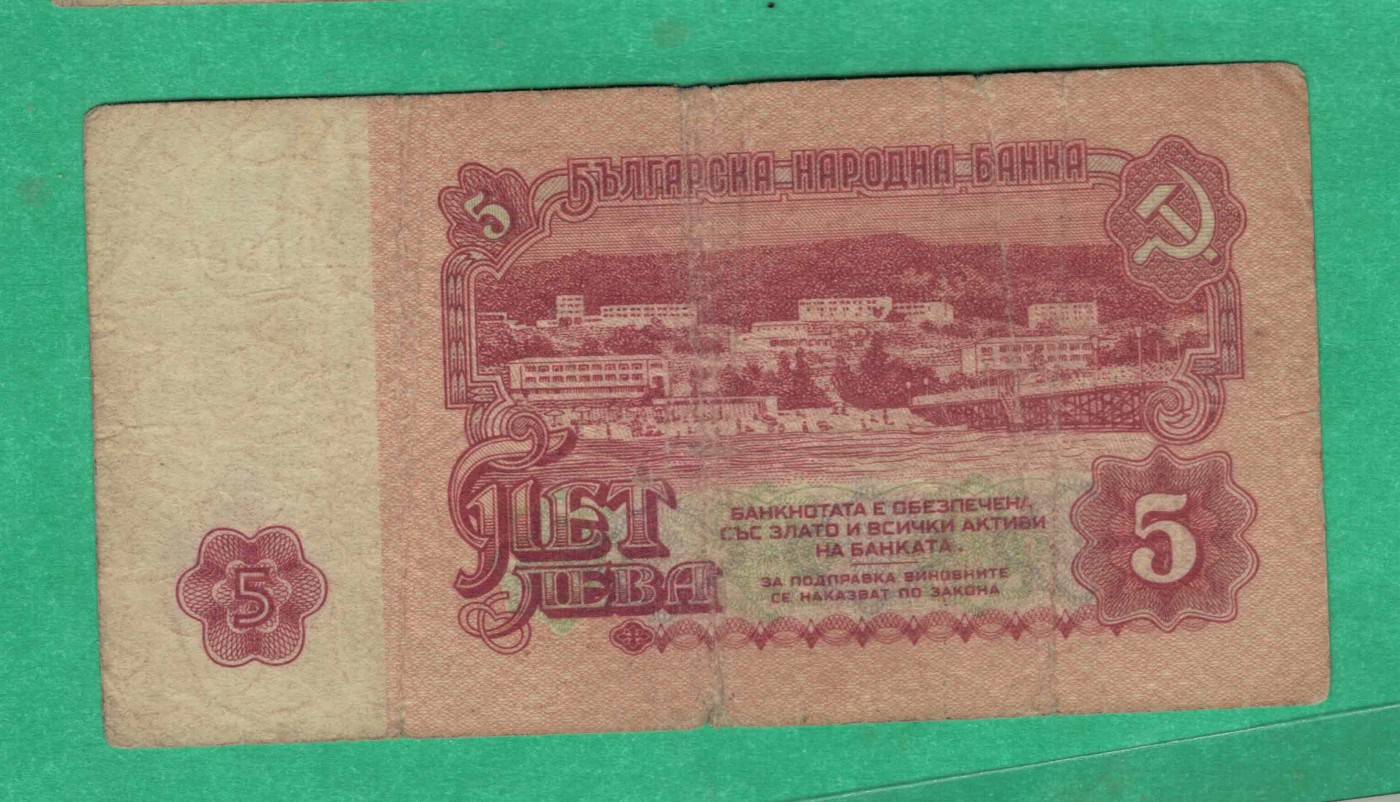 БЪЛГАРСКА НАРОДНА БАНКА
5
ПЕТ
ЛЕВА
БАНКНОТАТА Е ОБЕЗПЕЧЕНА
СЪС ЗЛАТО И ВСИЧКИ АКТИВИ
НА БАНКАТА.
ЗА ПОДПРАВКА ВИНОВНИТЕ
СЕ НАКАЗВАТ ПО ЗАКОНА
5
5